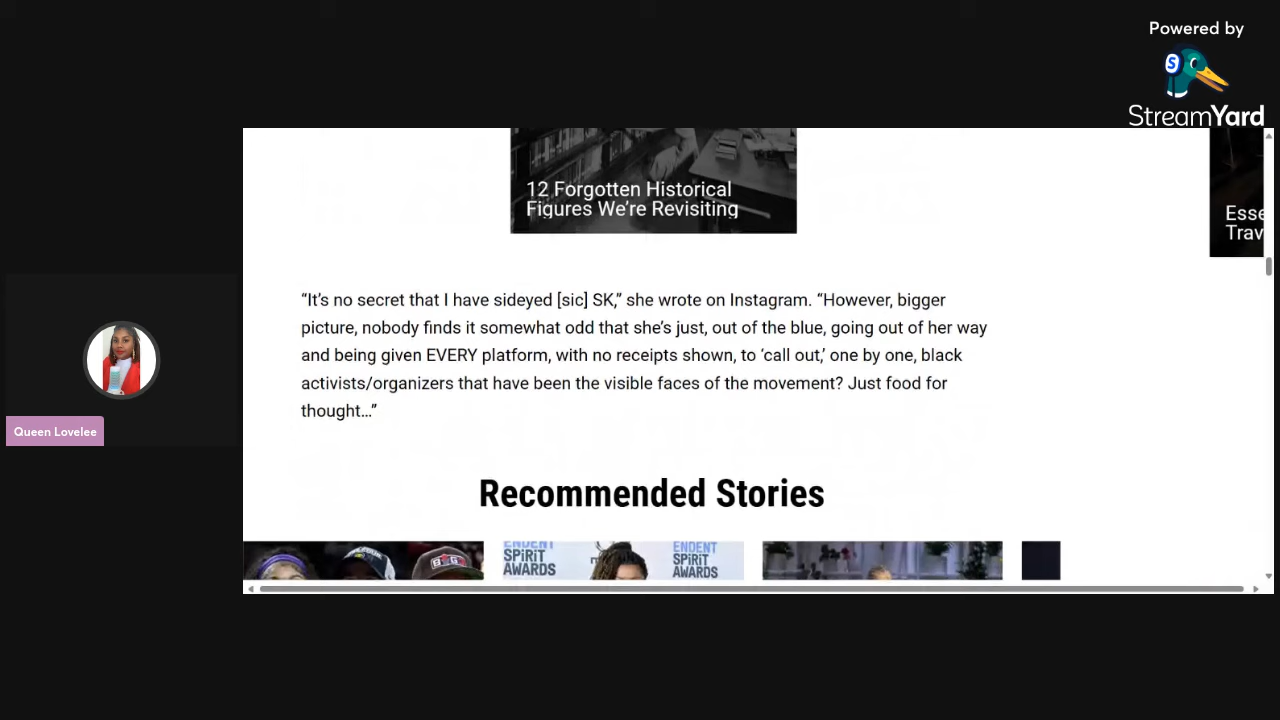 Powered by
StreamYard
12 Forgotten Historical
Figures We're Revisiting
Esse
Trav
“It’s no secret that I have sideyed [sic] SK,” she wrote on Instagram. “However, bigger
picture, nobody finds it somewhat odd that she’s just, out of the blue, going out of her way
and being given EVERY platform, with no receipts shown, to ‘call out,’ one by one, black
activists/organizers that have been the visible faces of the movement? Just food for
thought…”
Queen Lovelee
Recommended Stories
ENDENT
SPIRIT
AWARDS
ENDENT
SPIRIT
AWARDS